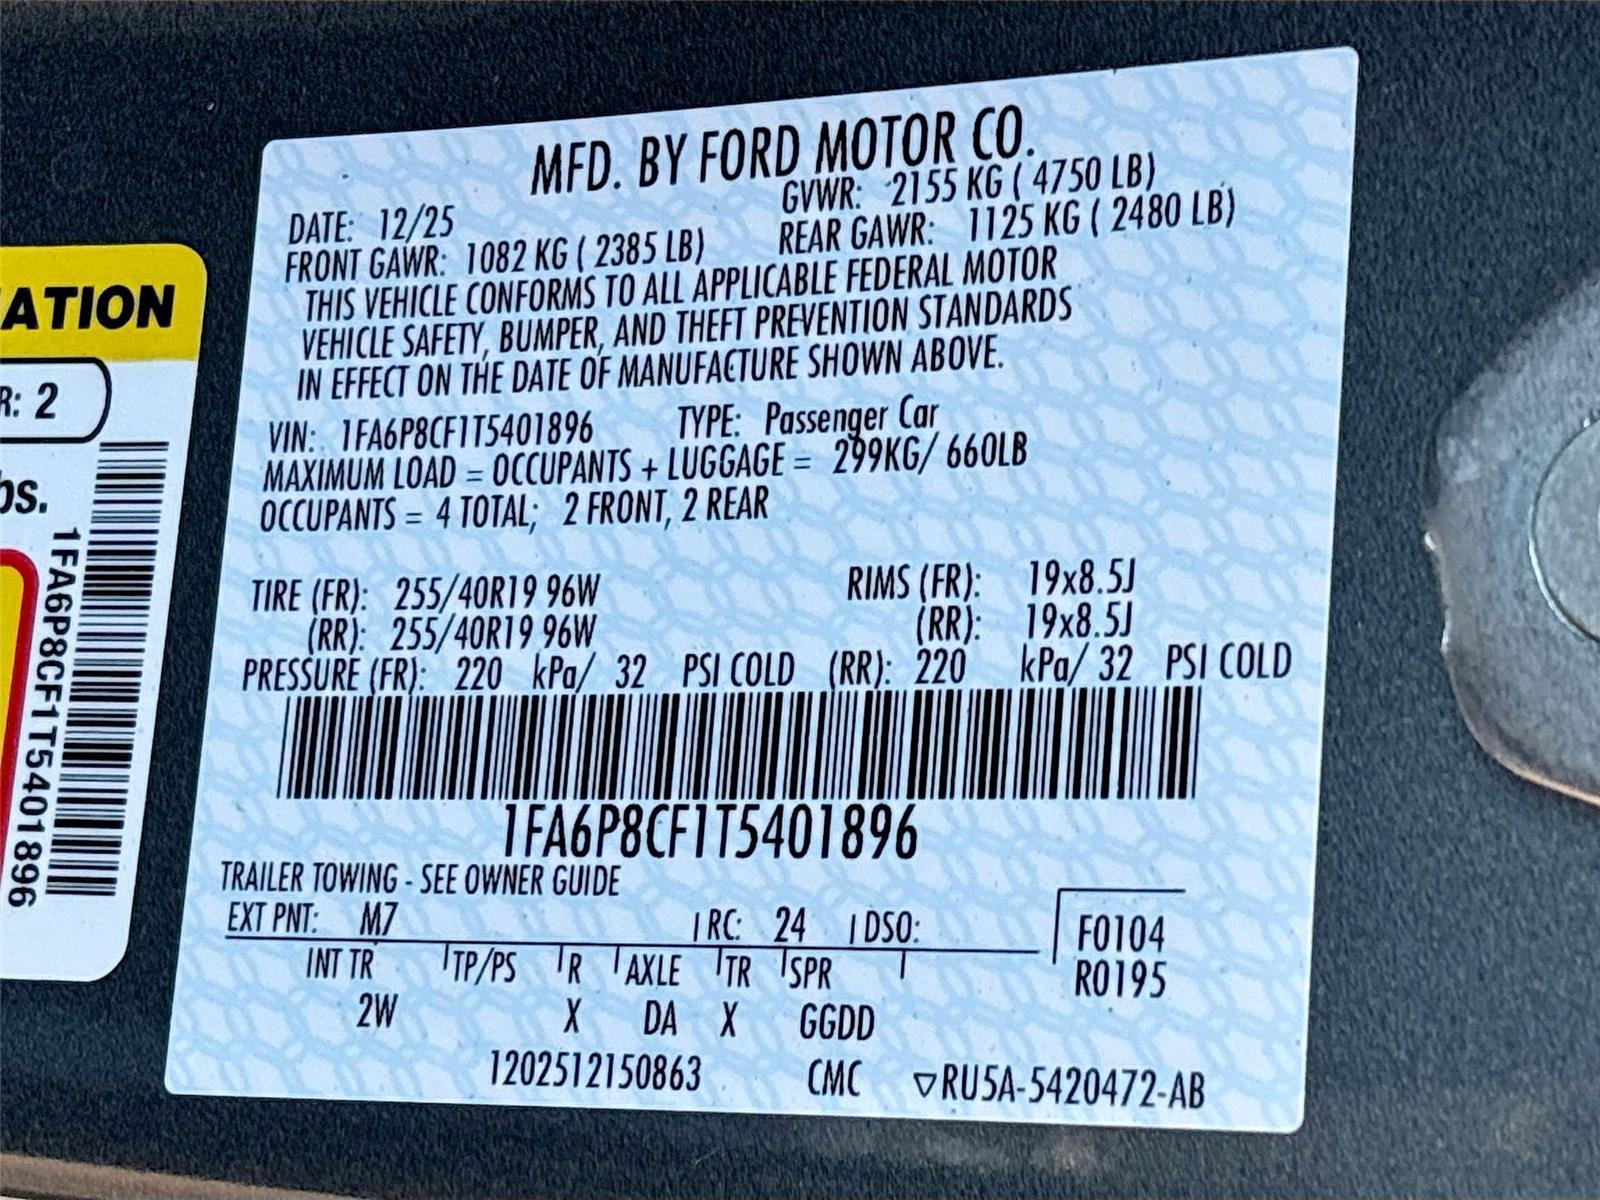 MFD. BY FORD MOTOR CO.
DATE: 12/25 GVWR: 2155 KG ( 4750 LB)
FRONT GAWR: 1082 KG ( 2385 LB) REAR GAWR: 1125 KG ( 2480 LB)
THIS VEHICLE CONFORMS TO ALL APPLICABLE FEDERAL MOTOR
VEHICLE SAFETY, BUMPER, AND THEFT PREVENTION STANDARDS
IN EFFECT ON THE DATE OF MANUFACTURE SHOWN ABOVE.
VIN: 1FA6P8CF1T5401896 TYPE: Passenger Car
MAXIMUM LOAD = OCCUPANTS + LUGGAGE = 299KG/ 660LB
OCCUPANTS = 4 TOTAL; 2 FRONT, 2 REAR
TIRE (FR): 255/40R19 96W RIMS (FR): 19x8.5J
(RR): 255/40R19 96W (RR): 19x8.5J
PRESSURE (FR): 220 kPa/ 32 PSI COLD (RR): 220 kPa/ 32 PSI COLD
1FA6P8CF1T5401896
TRAILER TOWING - SEE OWNER GUIDE
EXT PNT: M7 RC: 24 DSO: F0104
INT TR TP/PS R AXLE TR SPR R0195
2W X DA X GGDD
1202512150863 CMC ▽RU5A-5420472-AB
ATION
R: 2
bs.
1FA6P8CF1T5401896